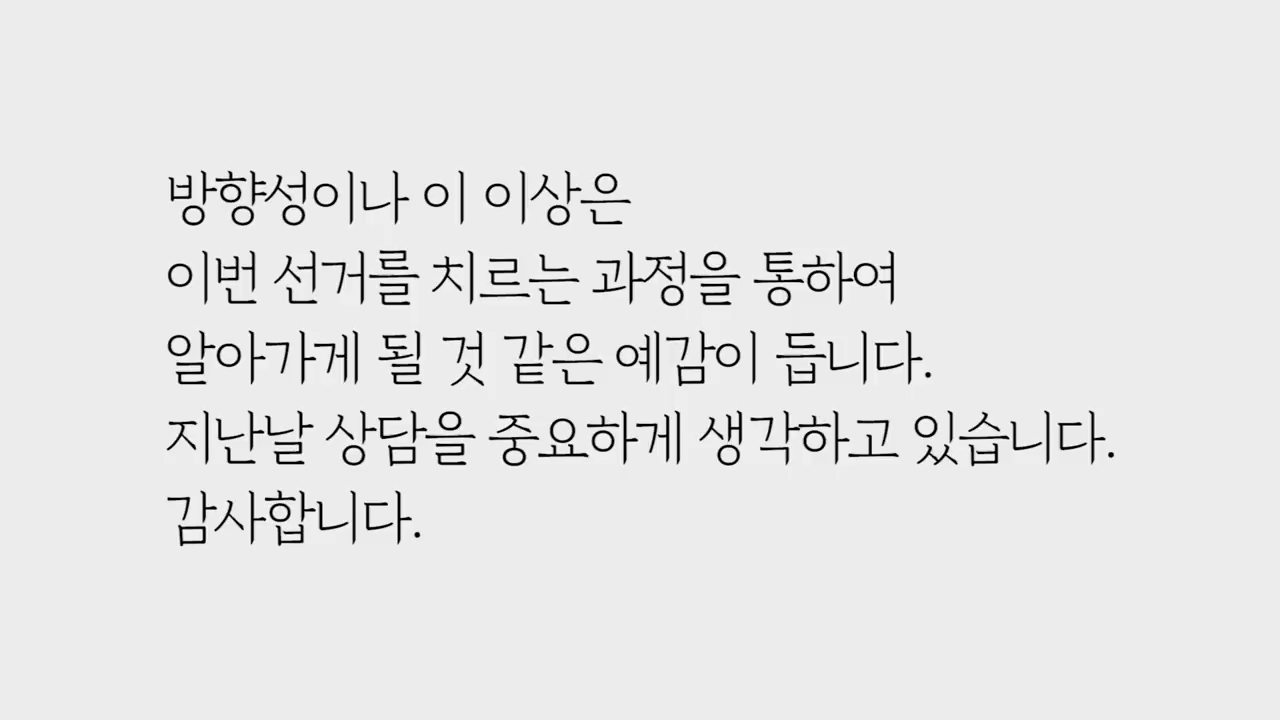 방향성이나 이 이상은
이번 선거를 치르는 과정을 통하여
알아가게 될 것 같은 예감이 듭니다.
지난날 상담을 중요하게 생각하고 있습니다.
감사합니다.